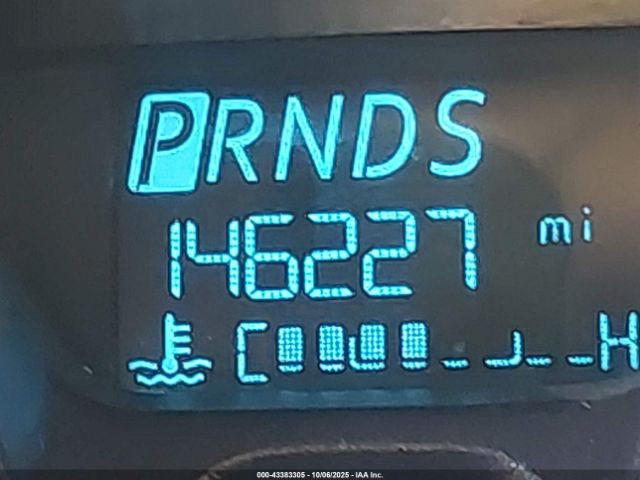 PRNDS
146227 mi
C H
000-43383305 - 10/06/2025 - IAA Inc.